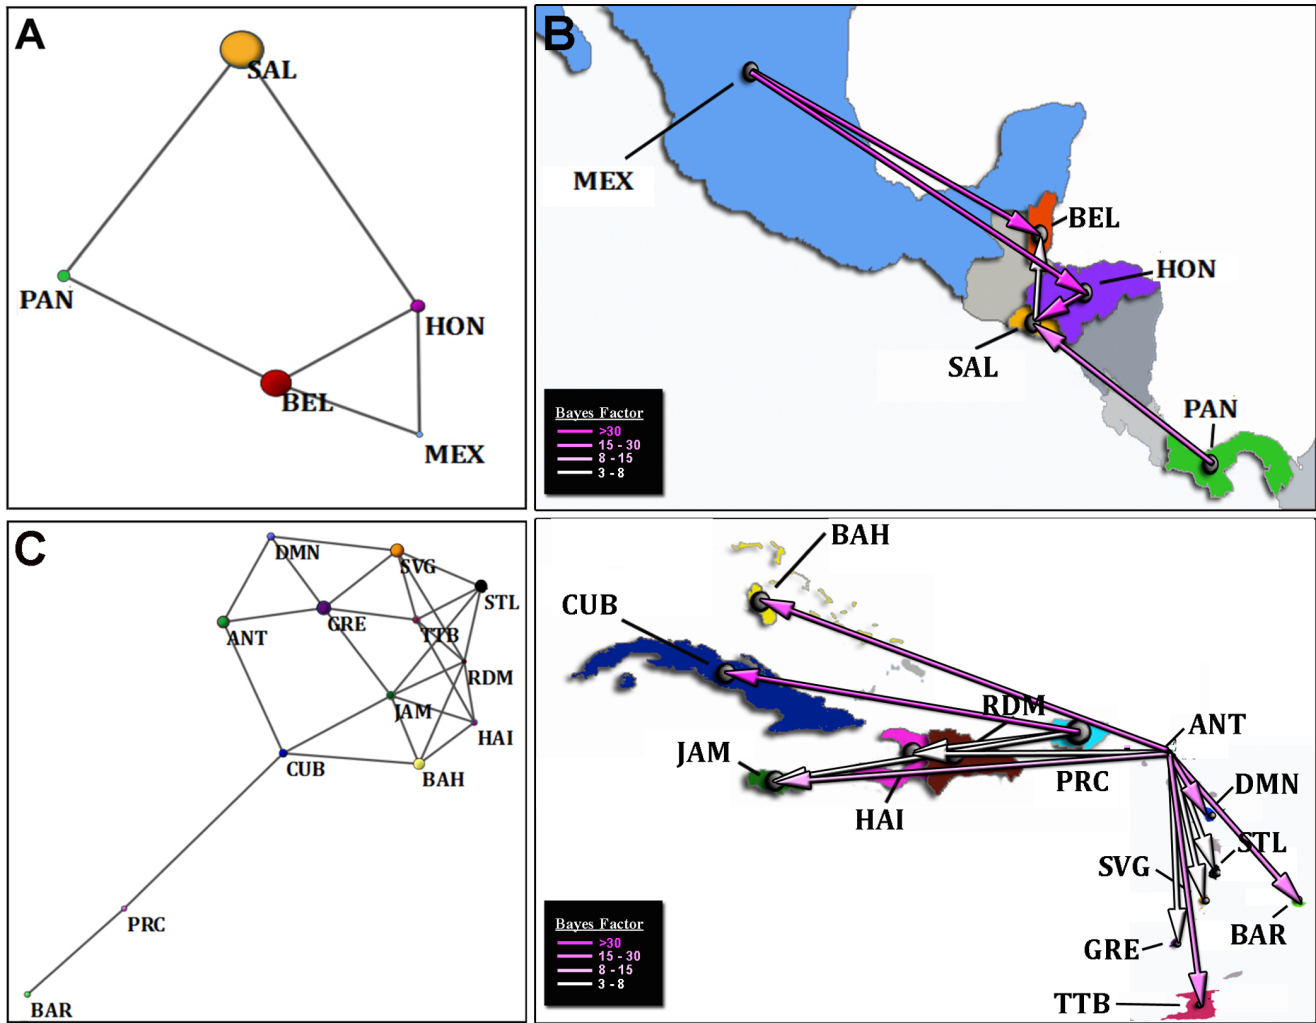 A
SAL
PAN
HON
BEL
MEX
B
MEX
BEL
HON
SAL
PAN
Bayes Factor
>30
15 - 30
8 - 15
3 - 8
C
DMN
SVG
STL
ANT
GRE
TTB
RDM
JAM
HAI
CUB
BAH
PRC
BAR
BAH
CUB
RDM
ANT
JAM
PRC
DMN
HAI
STL
SVG
BAR
GRE
TTB
Bayes Factor
>30
15 - 30
8 - 15
3 - 8